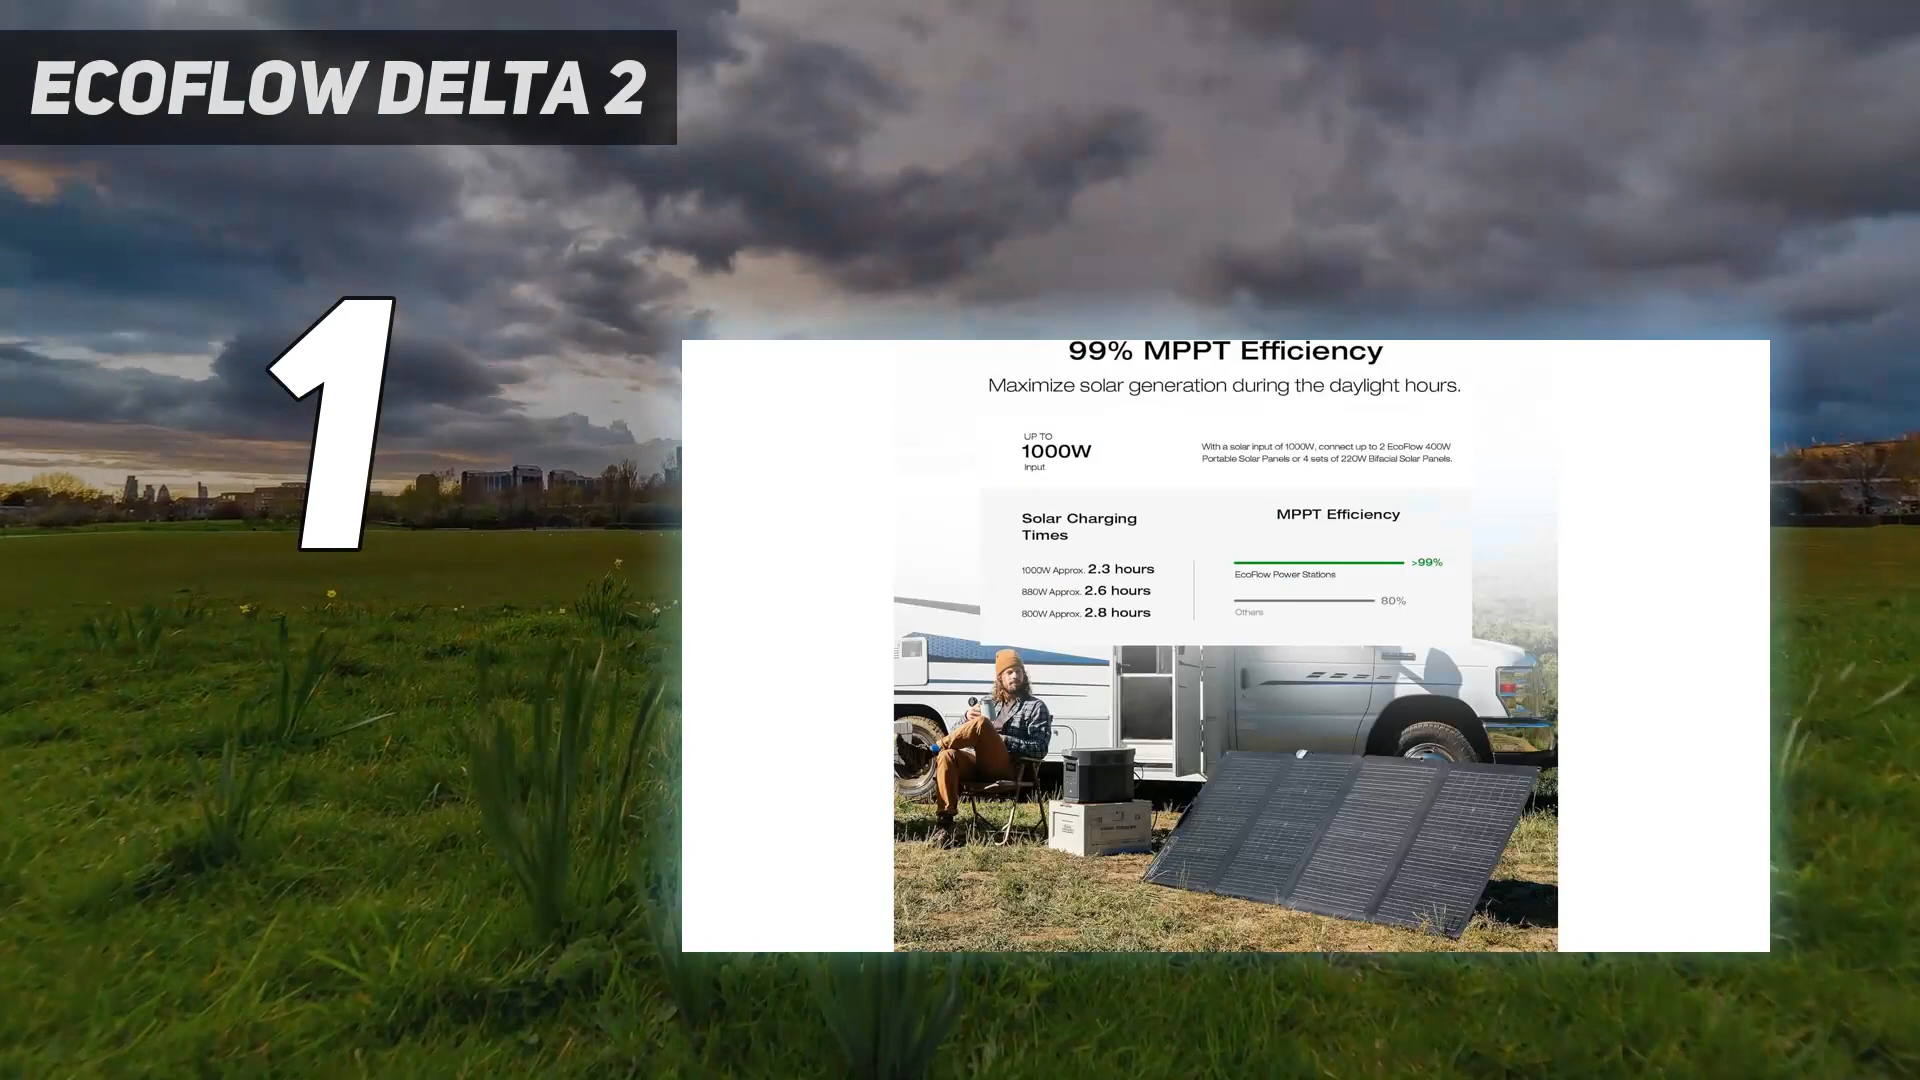 ECOFLOW DELTA 2
1
99% MPPT Efficiency
Maximize solar generation during the daylight hours.
UP TO
1000W
Input
With a solar input of 1000W, connect up to 2 EcoFlow 400W
Portable Solar Panels or 4 sets of 220W Bifacial Solar Panels.
Solar Charging
Times
1000W Approx. 2.3 hours
880W Approx. 2.6 hours
800W Approx. 2.8 hours
MPPT Efficiency
>99%
EcoFlow Power Stations
80%
Others